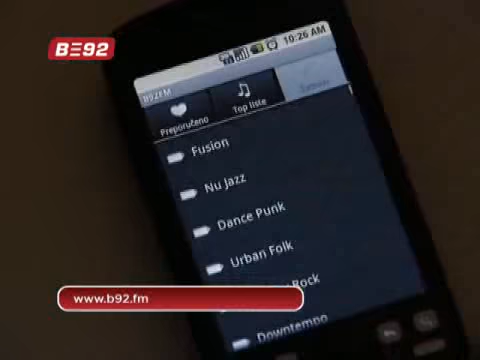 B92
10:26 AM
B92FM
Preporučeno
Top liste
Fusion
Nu Jazz
Dance Punk
Urban Folk
Rock
www.b92.fm
Downtempo